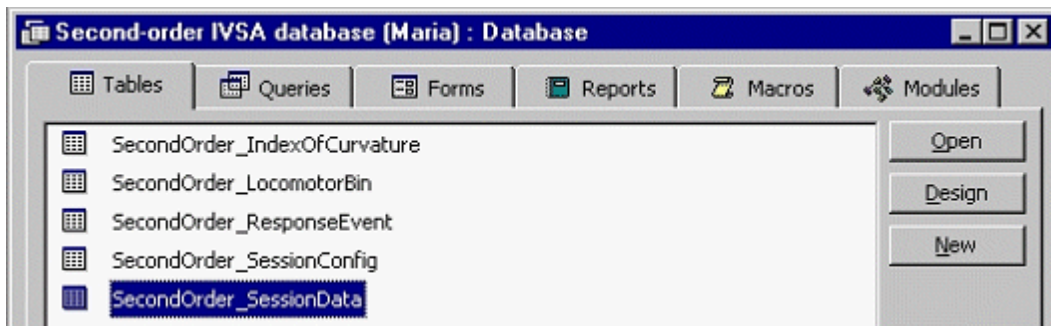 Second-order IVSA database (Maria) : Database
Tables Queries Forms Reports Macros Modules
SecondOrder_IndexOfCurvature
Open
SecondOrder_LocomotorBin
Design
SecondOrder_ResponseEvent
New
SecondOrder_SessionConfig
SecondOrder_SessionData